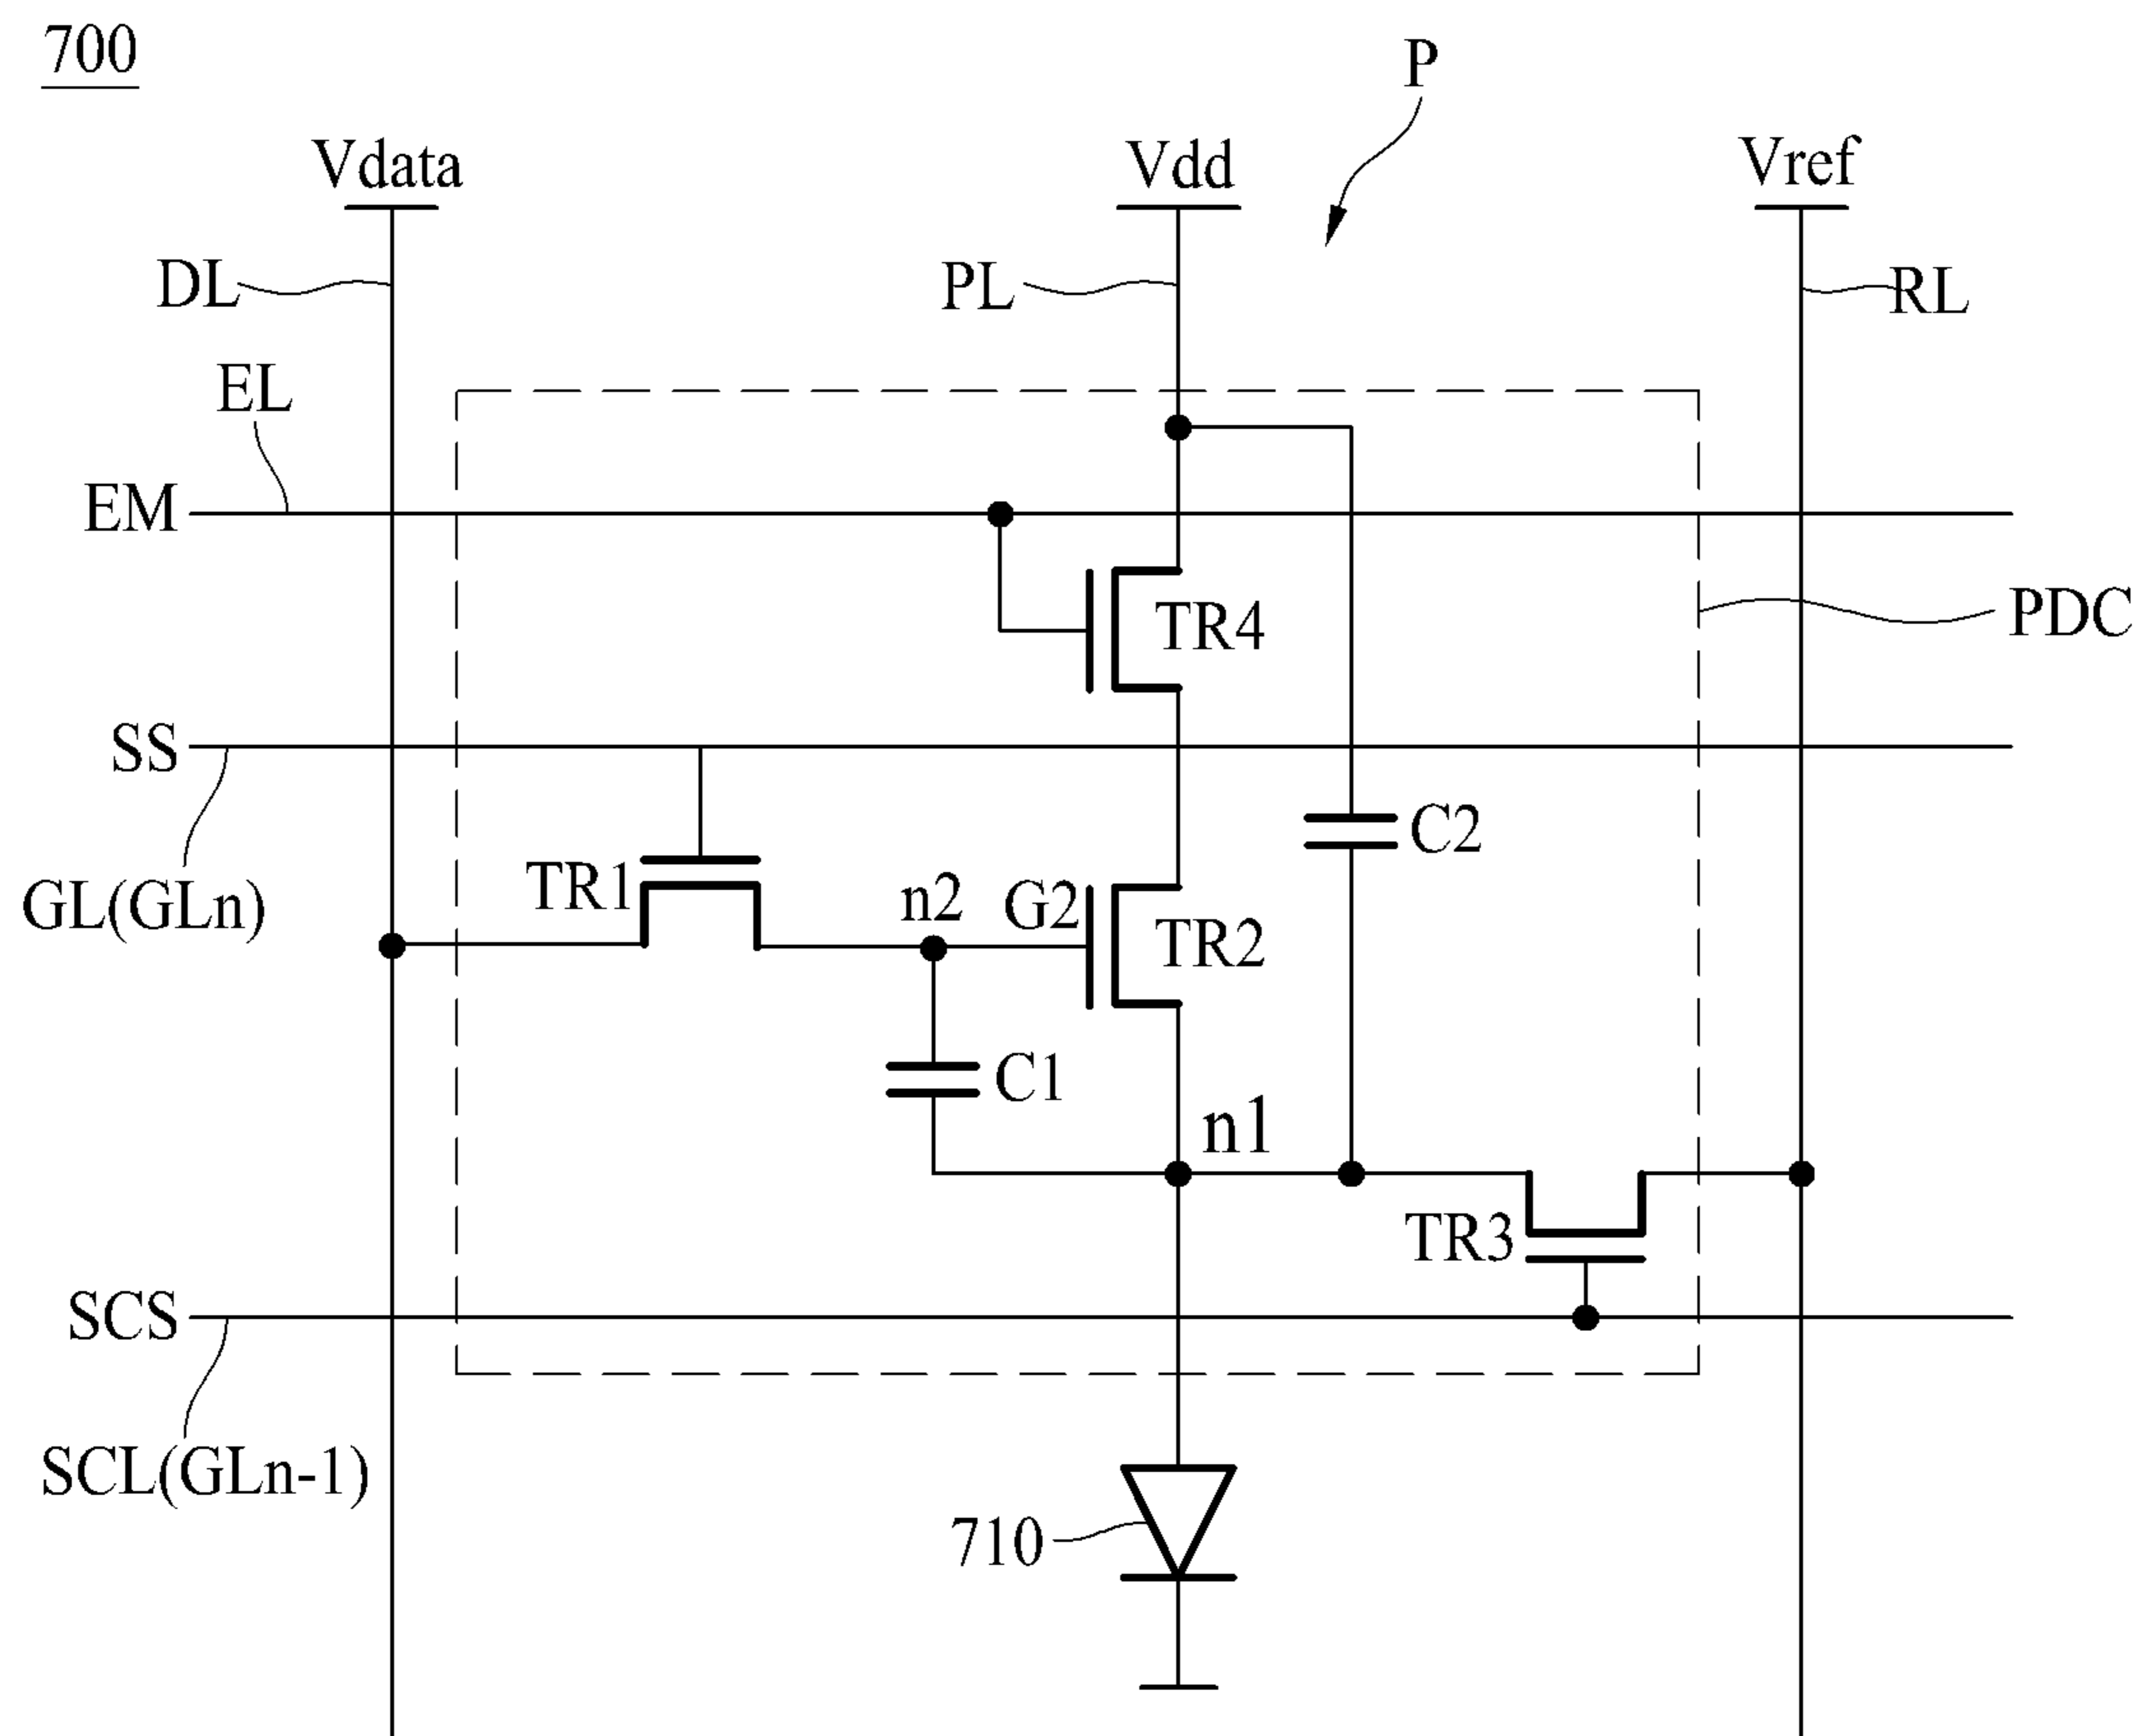 700
P
Vdata
Vdd
Vref
DL
PL
RL
EL
EM
TR4
PDC
SS
C2
TR1
n2
G2
TR2
GL(GLn)
C1
n1
TR3
SCS
SCL(GLn-1)
710